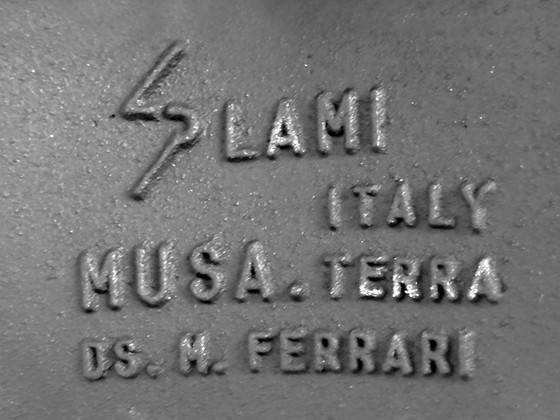 SLAMI
ITALY
MUSA. TERRA
DS. M. FERRARI